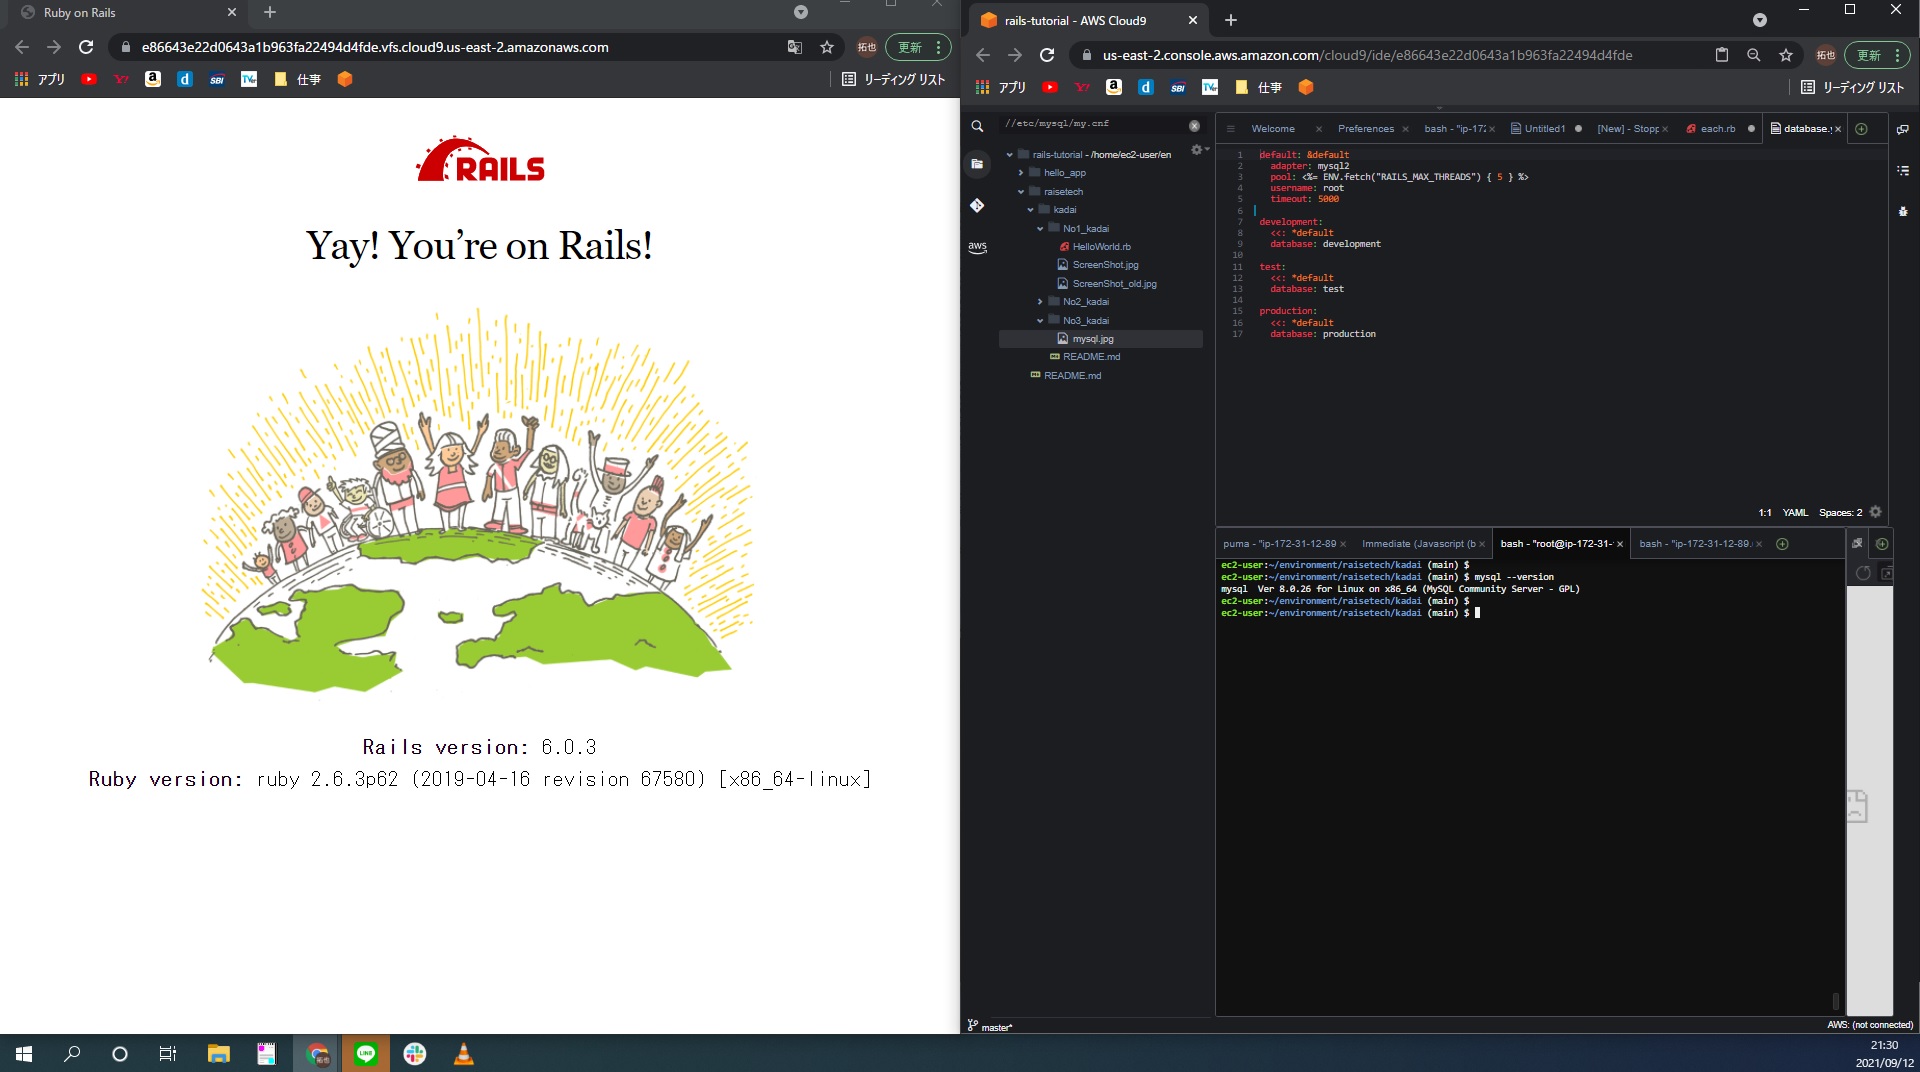 Ruby on Rails
e86643e22d0643a1b963fa22494d4fde.vfs.cloud9.us-east-2.amazonaws.com
拓也
更新
アプリ
仕事
リーディング リスト
RAILS
Yay! You’re on Rails!
Rails version: 6.0.3
Ruby version: ruby 2.6.3p62 (2019-04-16 revision 67580) [x86_64-linux]
rails-tutorial - AWS Cloud9
us-east-2.console.aws.amazon.com/cloud9/ide/e86643e22d0643a1b963fa22494d4fde
拓也
更新
アプリ
仕事
リーディング リスト
//etc/mysql/my.cnf
rails-tutorial - /home/ec2-user/en
hello_app
raisetech
kadai
No1_kadai
HelloWorld.rb
ScreenShot.jpg
ScreenShot_old.jpg
No2_kadai
No3_kadai
mysql.jpg
README.md
README.md
aws
Welcome
Preferences
bash - "ip-172
Untitled1
[New] - Stopp
each.rb
database.y
1 default: &default
2 adapter: mysql2
3 pool: <%= ENV.fetch("RAILS_MAX_THREADS") { 5 } %>
4 username: root
5 timeout: 5000
6
7 development:
8 <<: *default
9 database: development
10
11 test:
12 <<: *default
13 database: test
14
15 production:
16 <<: *default
17 database: production
1:1 YAML Spaces: 2
puma - "ip-172-31-12-89
Immediate (Javascript (b
bash - "root@ip-172-31-
bash - "ip-172-31-12-89.
ec2-user:~/environment/raisetech/kadai (main) $
ec2-user:~/environment/raisetech/kadai (main) $ mysql --version
mysql  Ver 8.0.26 for Linux on x86_64 (MySQL Community Server - GPL)
ec2-user:~/environment/raisetech/kadai (main) $
ec2-user:~/environment/raisetech/kadai (main) $
master*
AWS: (not connected)
LINE
21:30
2021/09/12